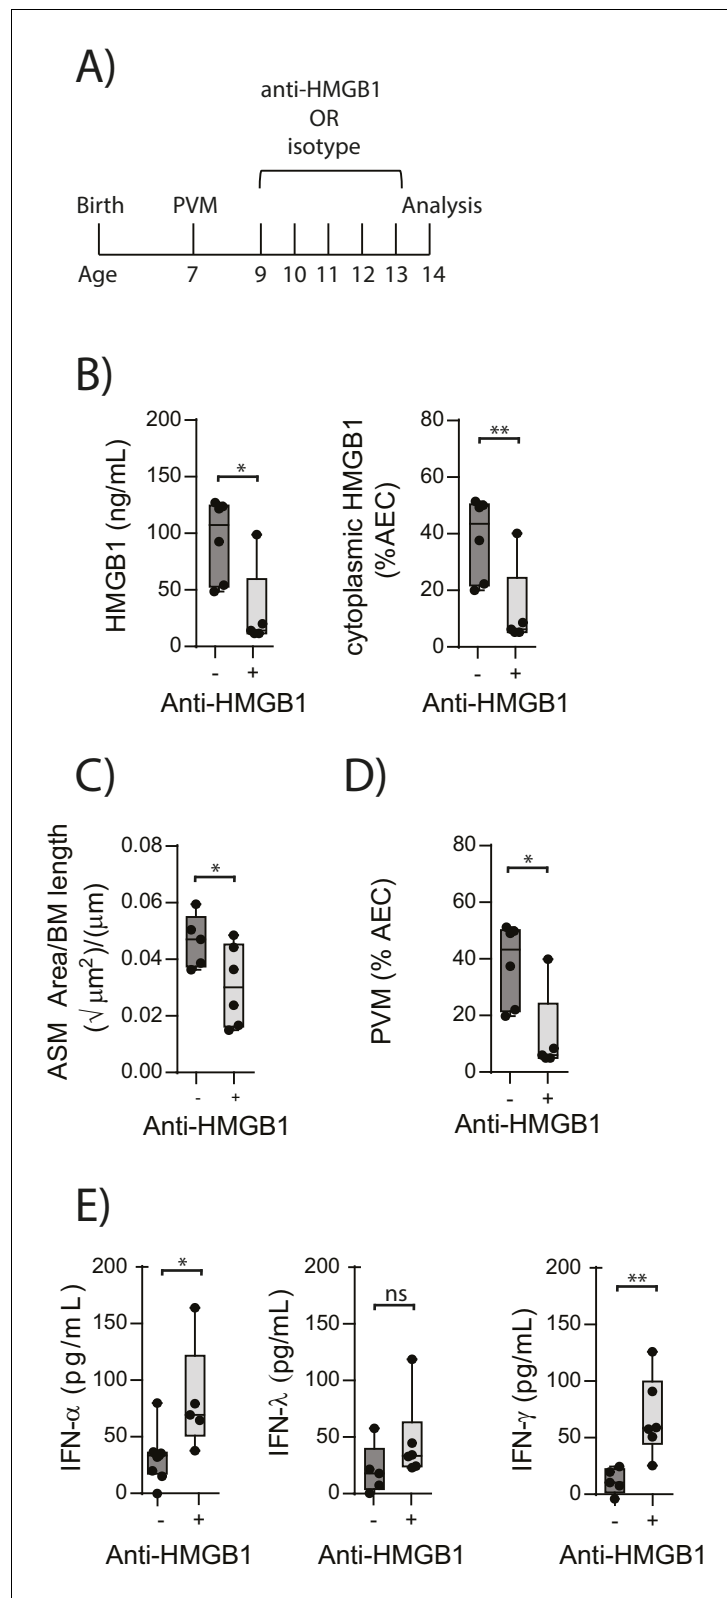 A)
anti-HMGB1
OR
isotype
Birth PVM Analysis
Age 7 9 10 11 12 13 14
B)
HMGB1 (ng/mL)
200
150
100
50
0
*
- +
Anti-HMGB1
cytoplasmic HMGB1
(%AEC)
80
60
40
20
0
**
- +
Anti-HMGB1
C)
ASM Area/BM length
(√μm²)/(μm)
0.08
0.06
0.04
0.02
0.00
*
- +
Anti-HMGB1
D)
PVM (% AEC)
80
60
40
20
0
*
- +
Anti-HMGB1
E)
IFN-α (pg/mL)
200
150
100
50
0
*
- +
Anti-HMGB1
IFN-λ (pg/mL)
200
150
100
50
0
ns
- +
Anti-HMGB1
IFN-γ (pg/mL)
200
150
100
50
0
**
- +
Anti-HMGB1